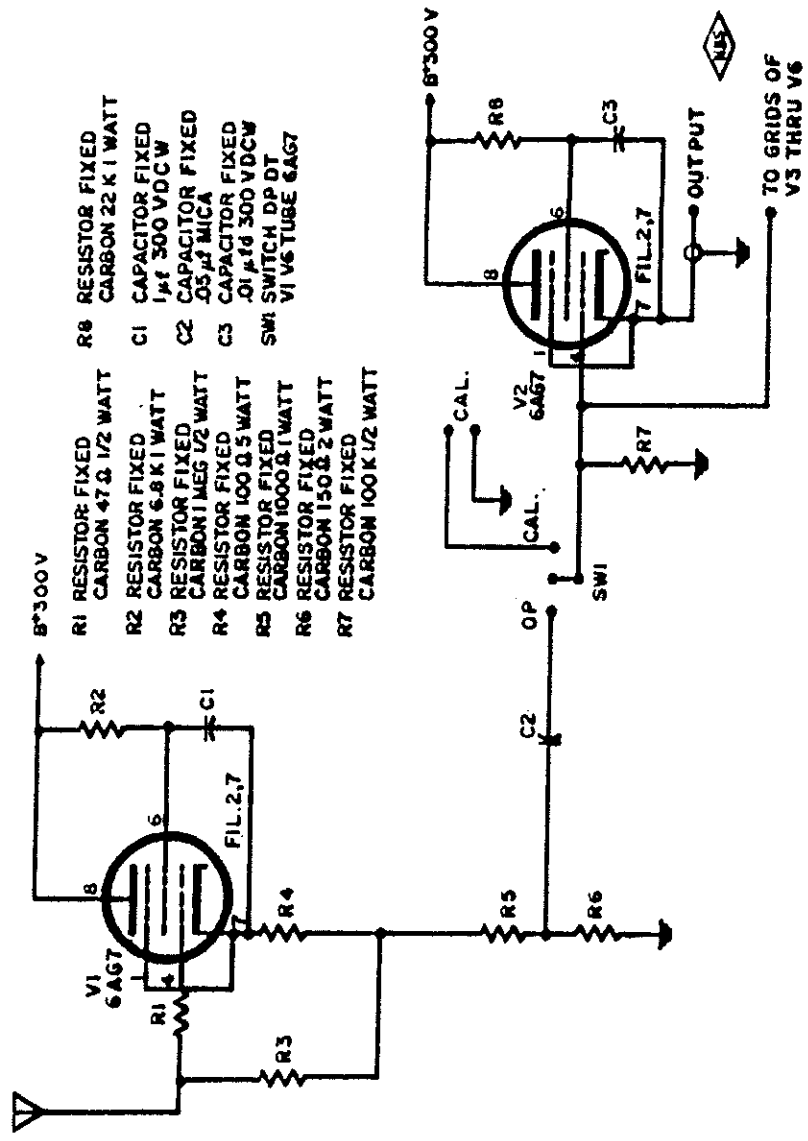 B+300V
R1 RESISTOR: FIXED
CARBON 47 Ω 1/2 WATT
R2 RESISTOR FIXED
CARBON 6.8 K 1 WATT
R3 RESISTOR FIXED
CARBON 1 MEG 1/2 WATT
R4 RESISTOR FIXED
CARBON 100 Ω 5 WATT
R5 RESISTOR FIXED
CARBON 1000 Ω 1 WATT
R6 RESISTOR FIXED
CARBON 150 Ω 2 WATT
R7 RESISTOR FIXED
CARBON 100 K 1/2 WATT
R8 RESISTOR FIXED
CARBON 22 K 1 WATT
C1 CAPACITOR FIXED
1 µf 300 VDCW
C2 CAPACITOR FIXED
.05 µf MICA
C3 CAPACITOR FIXED
.01 µfd 300 VDCW
SW1 SWITCH DP DT
V1 V6 TUBE 6AG7
V1
6AG7
8
6
4
7
FIL.2,7
R1
R2
C1
R3
R4
R5
R6
C2
OP
CAL.
SW1
CAL.
R7
V2
6AG7
1
4
8
6
7
FIL.2,7
B+300V
R8
C3
OUTPUT
TO GRIDS OF
V3 THRU V6
NBS